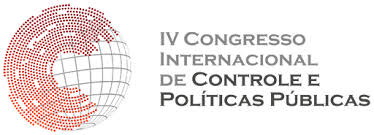 IV Congresso
Internacional
de Controle e
Políticas Públicas